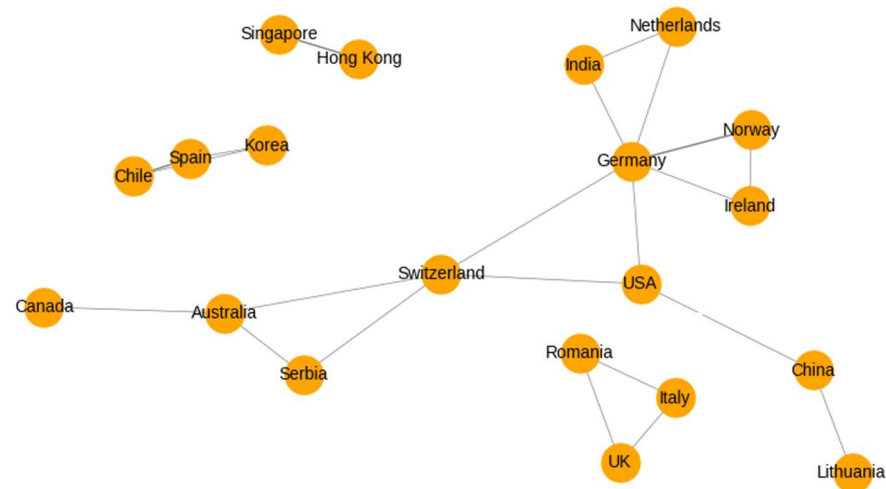 Netherlands
Singapore
Hong Kong
India
Norway
Korea
Spain
Germany
Chile
Ireland
Switzerland
USA
Canada
Australia
Romania
China
Serbia
Italy
UK
Lithuania